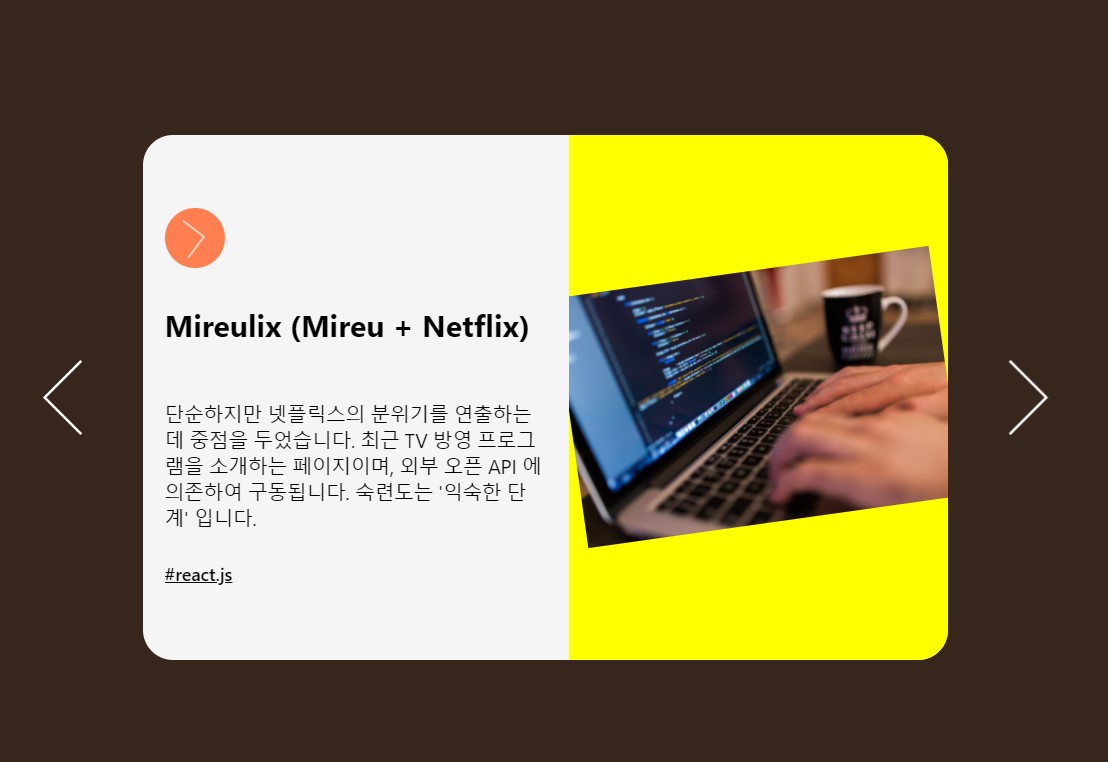 Mireulix (Mireu + Netflix)
단순하지만 넷플릭스의 분위기를 연출하는
데 중점을 두었습니다. 최근 TV 방영 프로그
램을 소개하는 페이지이며, 외부 오픈 API 에
의존하여 구동됩니다. 숙련도는 '익숙한 단
계' 입니다.
#react.js
KEEP